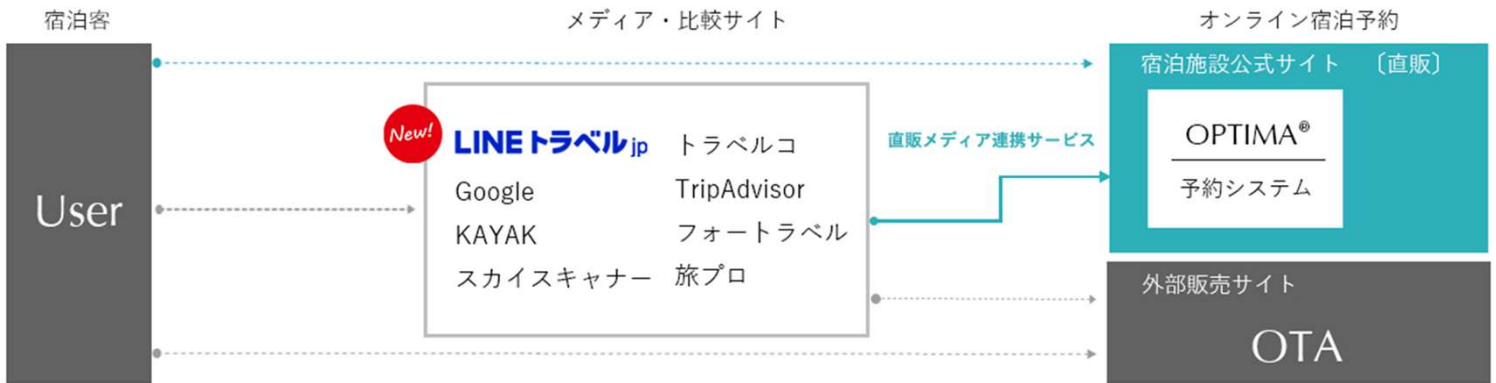 宿泊客
メディア・比較サイト
オンライン宿泊予約
User
New!
LINEトラベルjp
トラベルコ
Google
TripAdvisor
KAYAK
フォートラベル
スカイスキャナー
旅プロ
直販メディア連携サービス
宿泊施設公式サイト 〔直販〕
OPTIMA®
予約システム
外部販売サイト
OTA